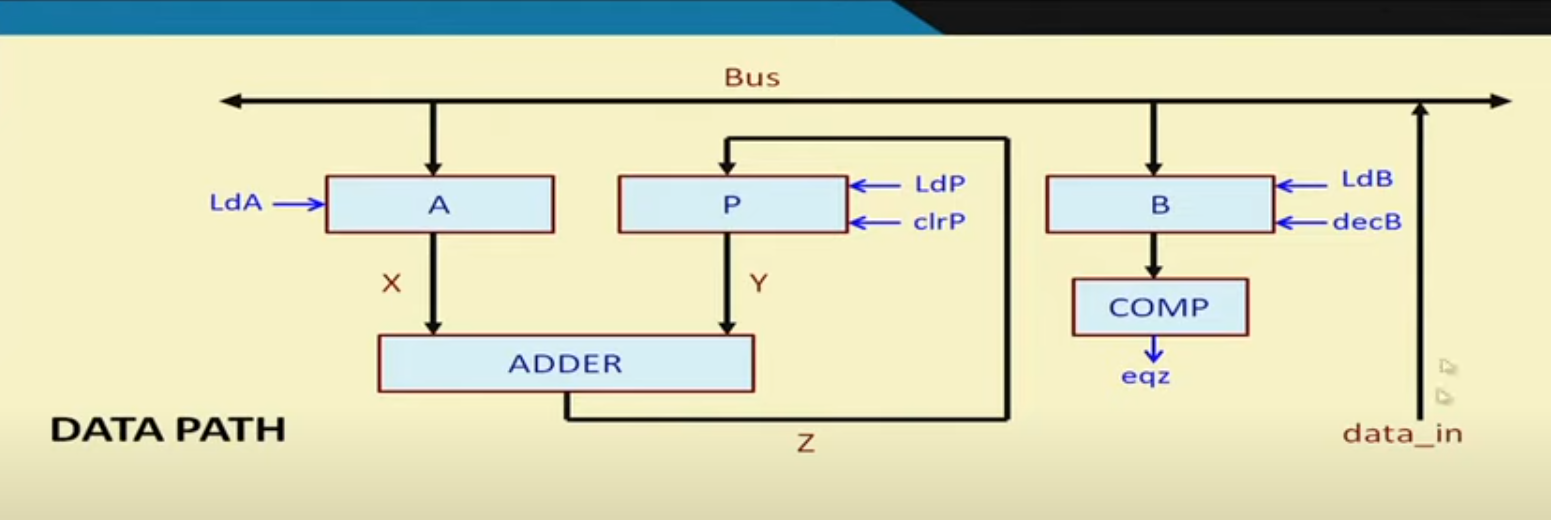 Bus
LdA
A
P
LdP
clrP
B
LdB
decB
X
Y
COMP
ADDER
eqz
DATA PATH
Z
data_in